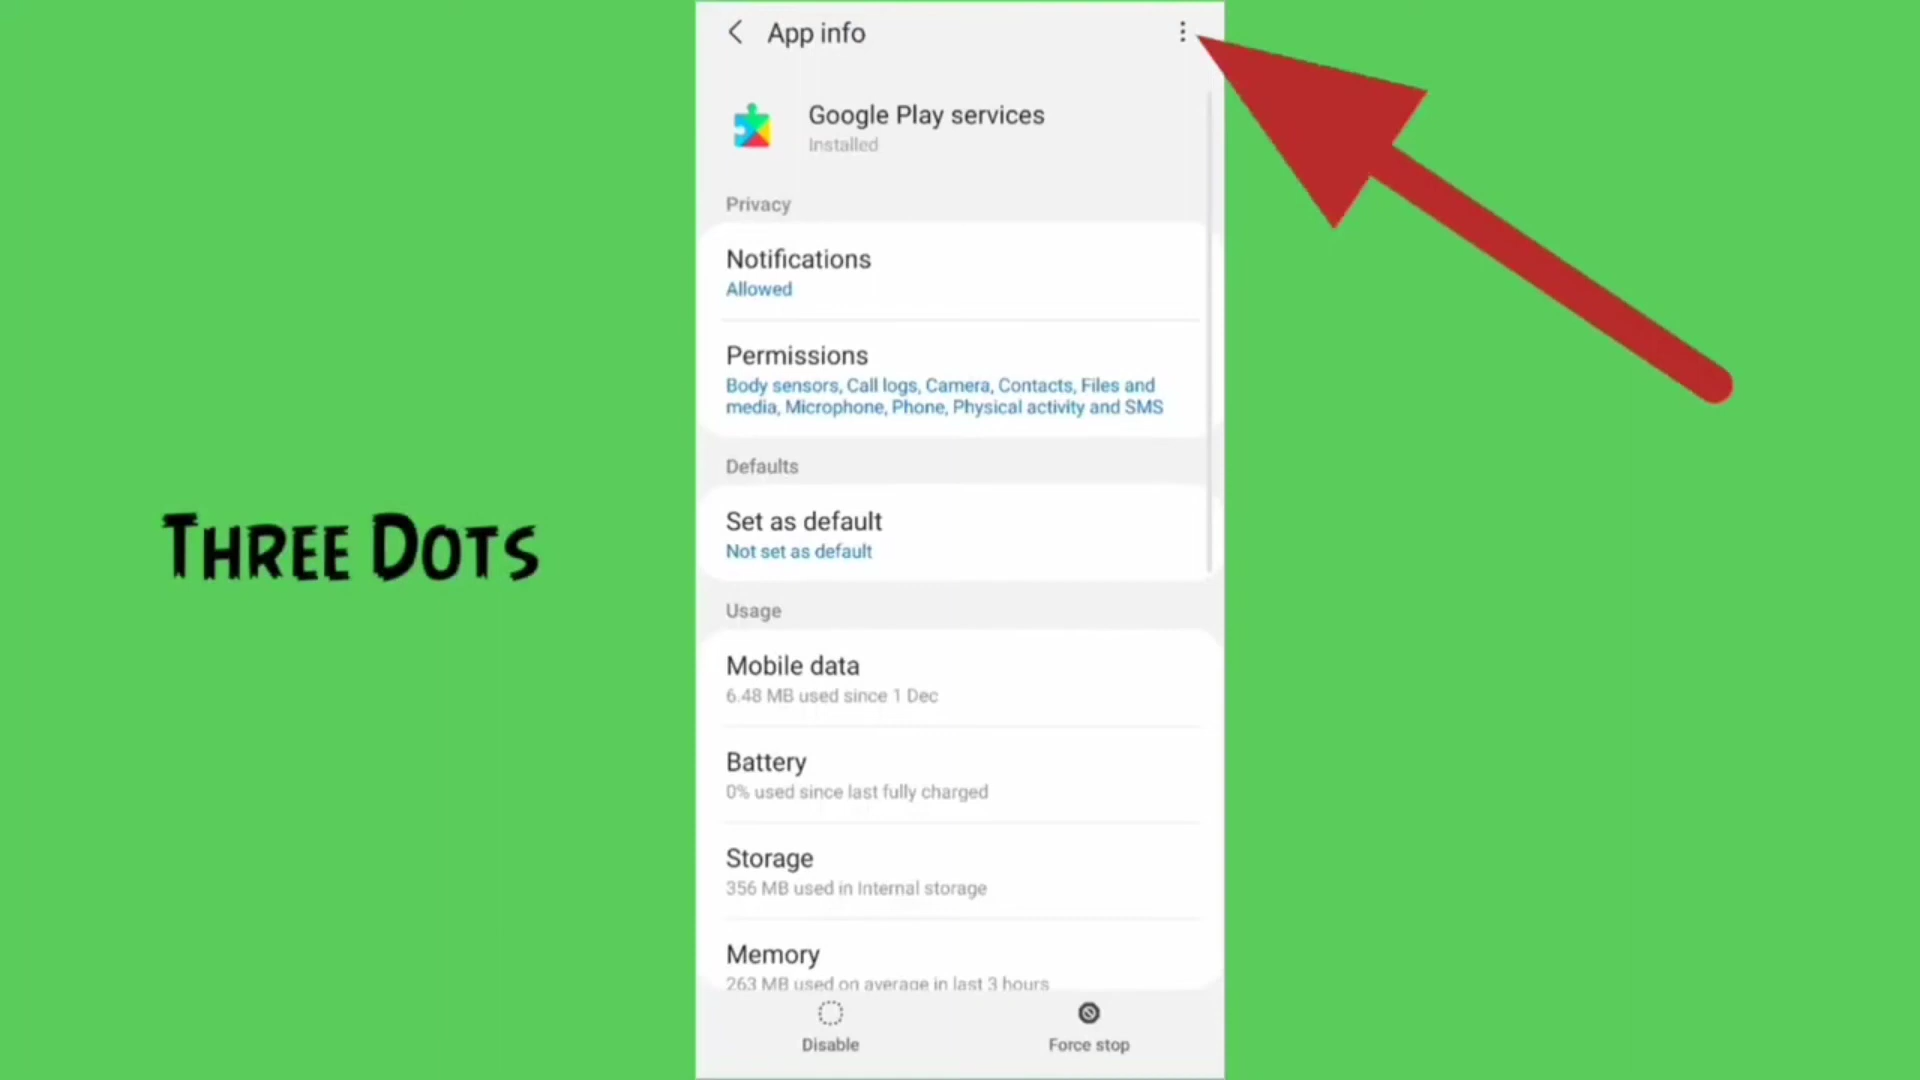 App info
Google Play services
Installed
Privacy
Notifications
Allowed
Permissions
Body sensors, Call logs, Camera, Contacts, Files and
media, Microphone, Phone, Physical activity and SMS
Defaults
Set as default
Not set as default
THREE DOTS
Usage
Mobile data
6.48 MB used since 1 Dec
Battery
0% used since last fully charged
Storage
356 MB used in Internal storage
Memory
263 MB used on average in last 3 hours
Disable
Force stop